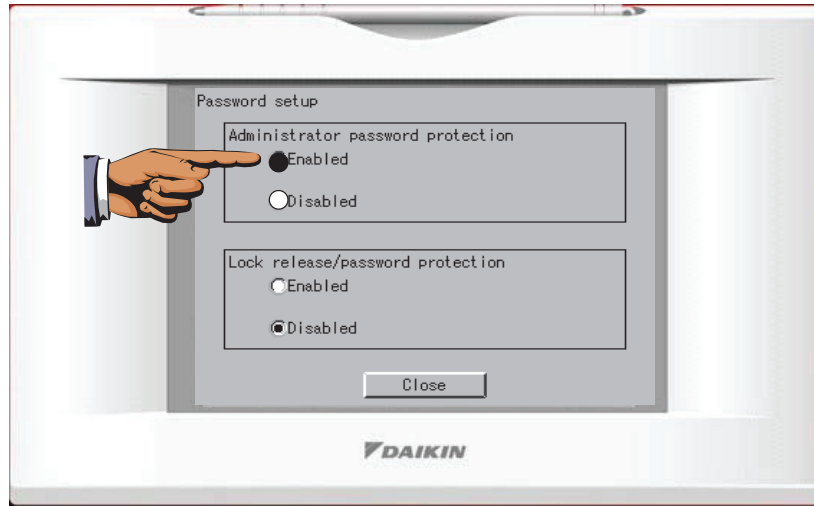 Password setup
Administrator password protection
Enabled
Disabled
Lock release/password protection
Enabled
Disabled
Close
DAIKIN